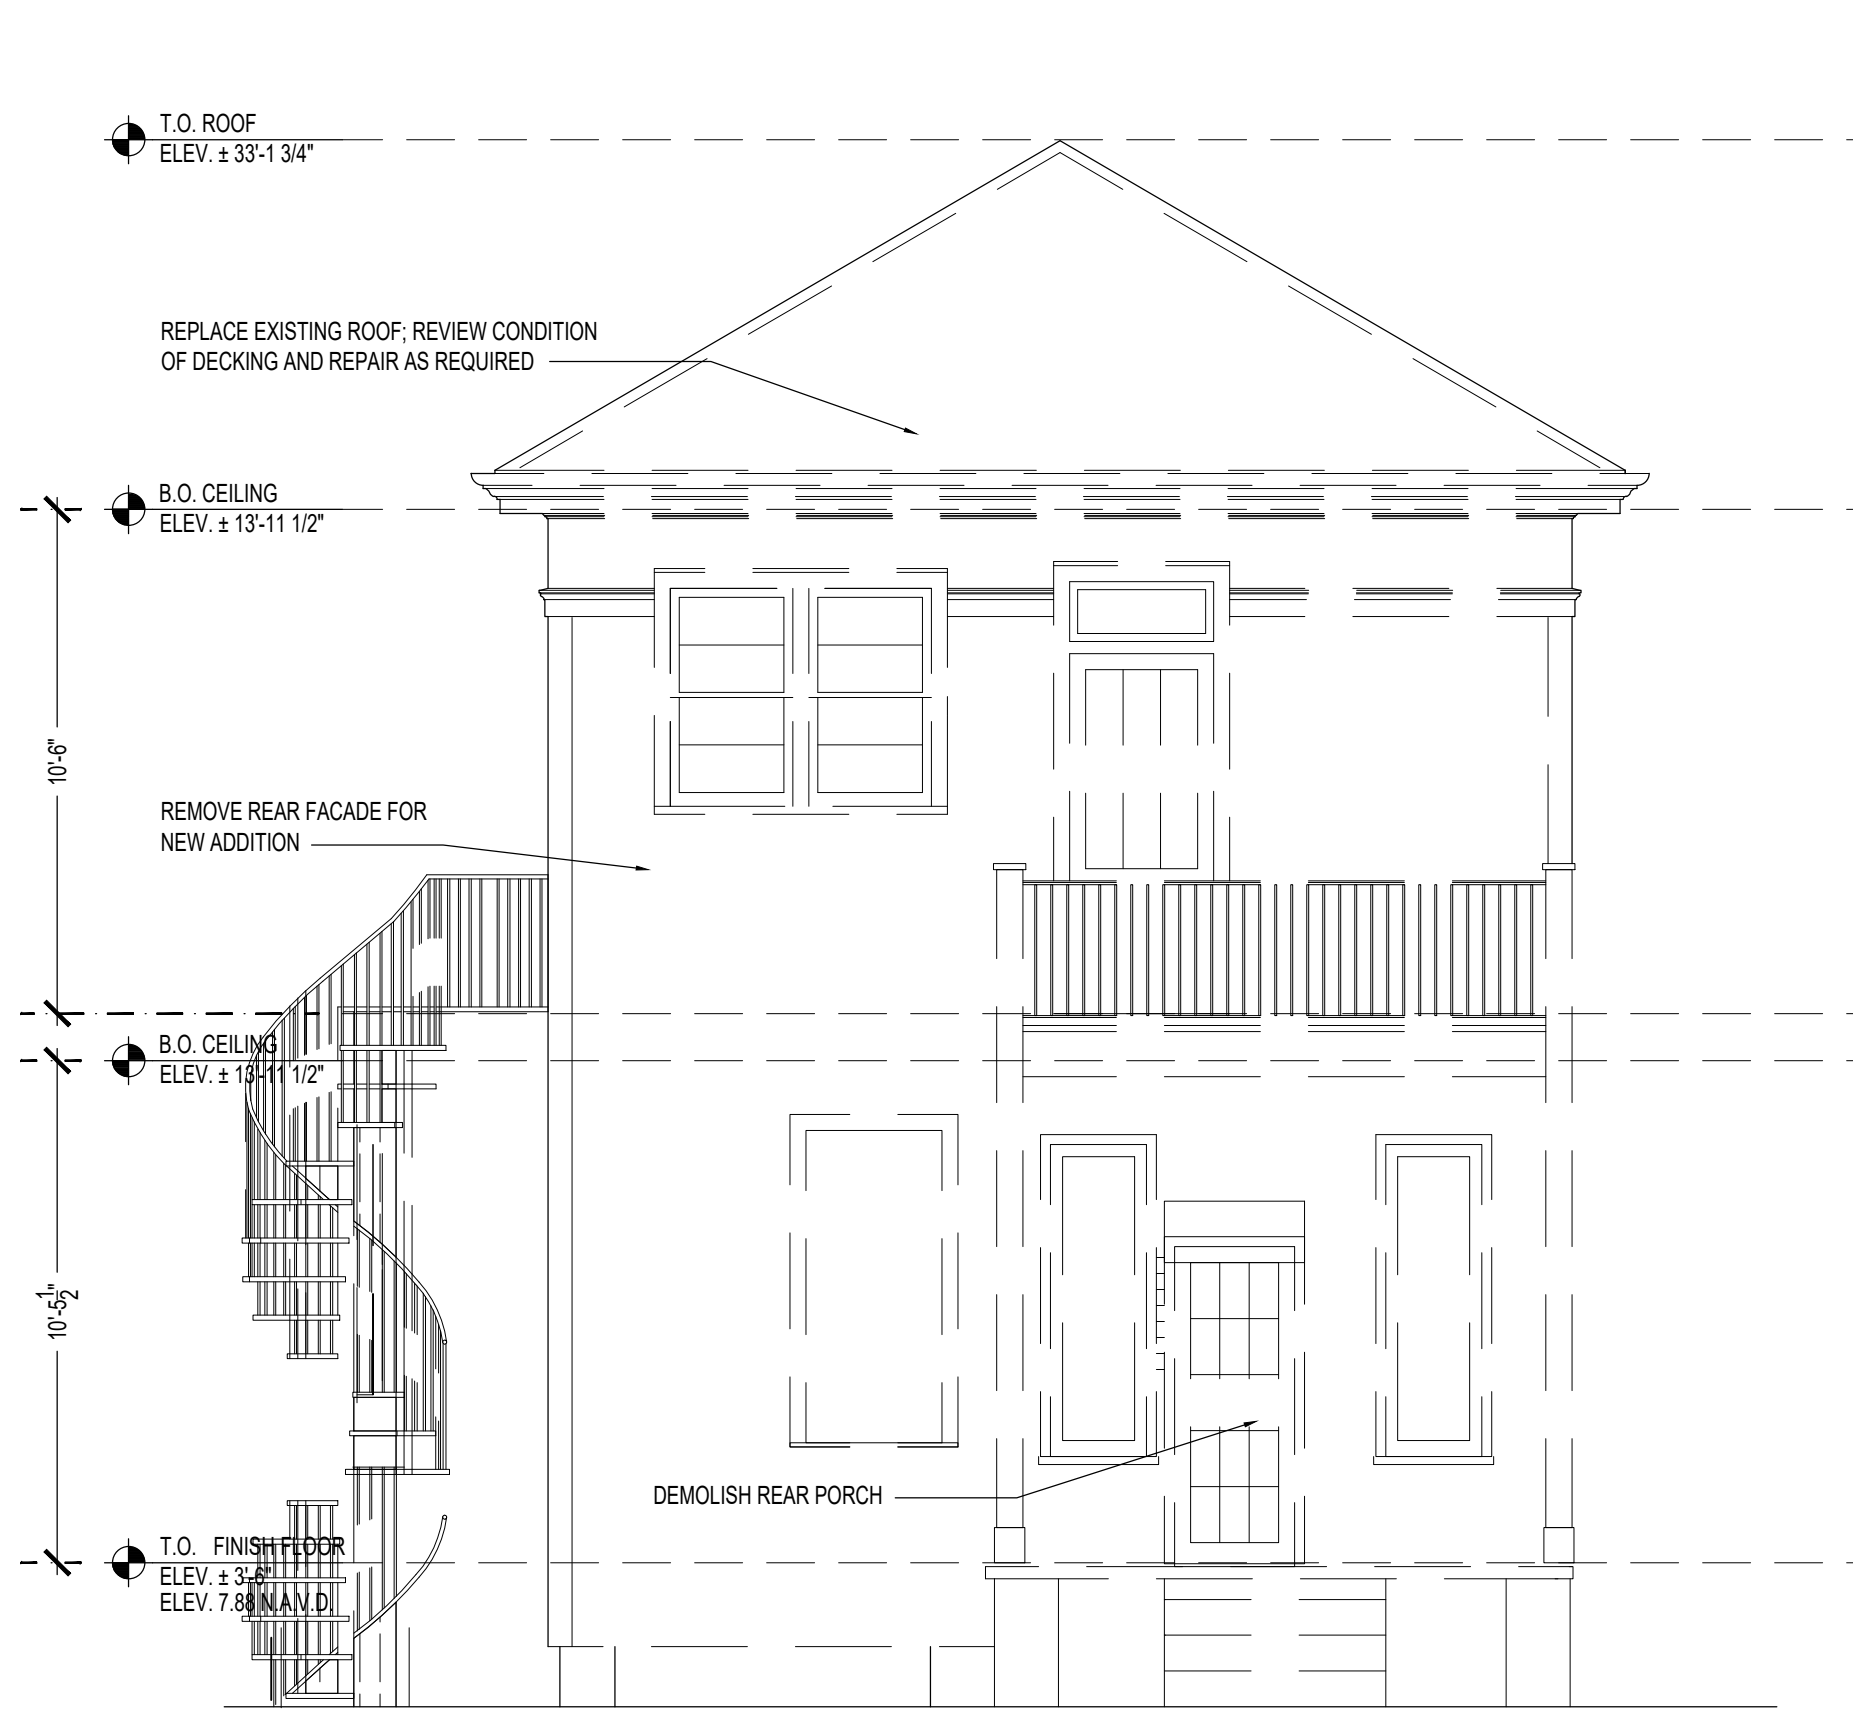 T.O. ROOF
ELEV. ± 33'-1 3/4"
REPLACE EXISTING ROOF; REVIEW CONDITION
OF DECKING AND REPAIR AS REQUIRED
B.O. CEILING
ELEV. ± 13'-11 1/2"
10'-6"
REMOVE REAR FACADE FOR
NEW ADDITION
B.O. CEILING
ELEV. ± 13'-11 1/2"
10'-5 1/2"
DEMOLISH REAR PORCH
T.O. FINISH FLOOR
ELEV. ± 3'-6"
ELEV. 7.88 N.A.V.D.